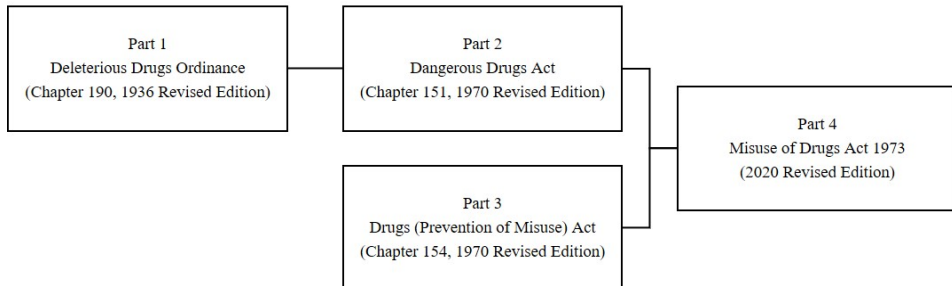 Part 1
Deleterious Drugs Ordinance
(Chapter 190, 1936 Revised Edition)
Part 2
Dangerous Drugs Act
(Chapter 151, 1970 Revised Edition)
Part 3
Drugs (Prevention of Misuse) Act
(Chapter 154, 1970 Revised Edition)
Part 4
Misuse of Drugs Act 1973
(2020 Revised Edition)